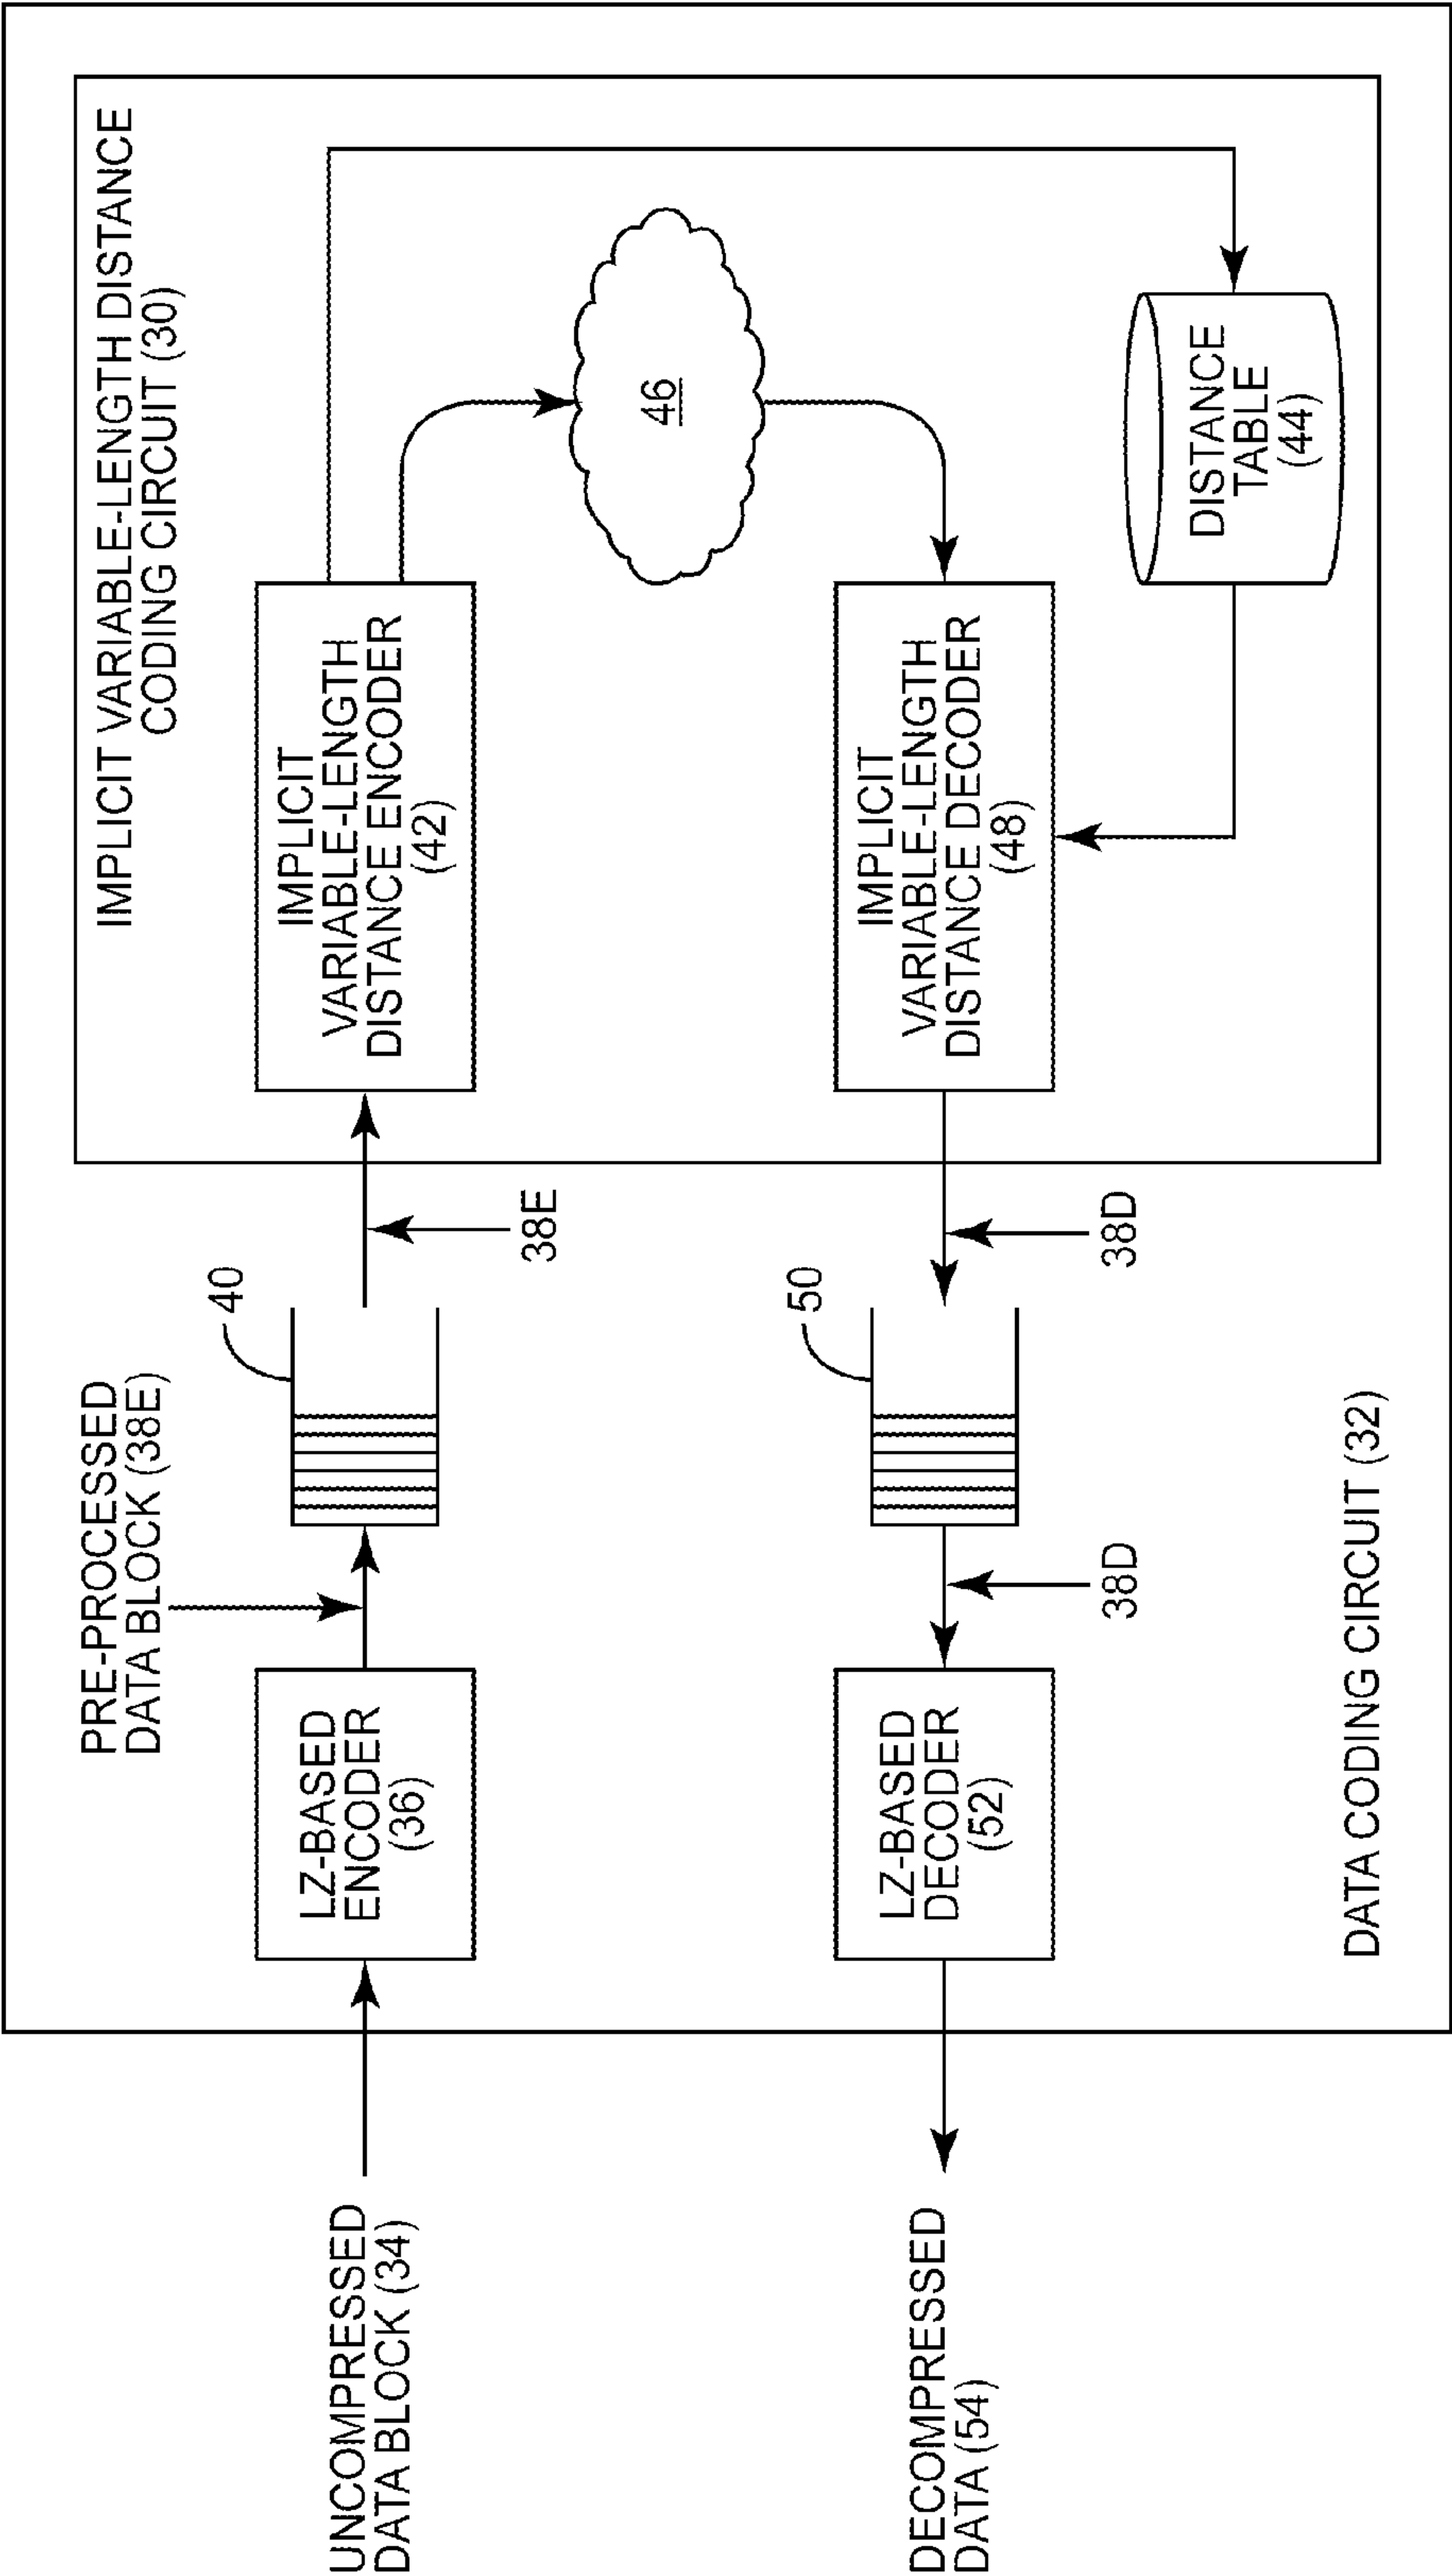 IMPLICIT VARIABLE-LENGTH DISTANCE
CODING CIRCUIT (30)
PRE-PROCESSED
DATA BLOCK (38E)
40
UNCOMPRESSED
DATA BLOCK (34)
LZ-BASED
ENCODER
(36)
38E
IMPLICIT
VARIABLE-LENGTH
DISTANCE ENCODER
(42)
46
50
DECOMPRESSED
DATA (54)
LZ-BASED
DECODER
(52)
38D
38D
IMPLICIT
VARIABLE-LENGTH
DISTANCE DECODER
(48)
DISTANCE
TABLE
(44)
DATA CODING CIRCUIT (32)